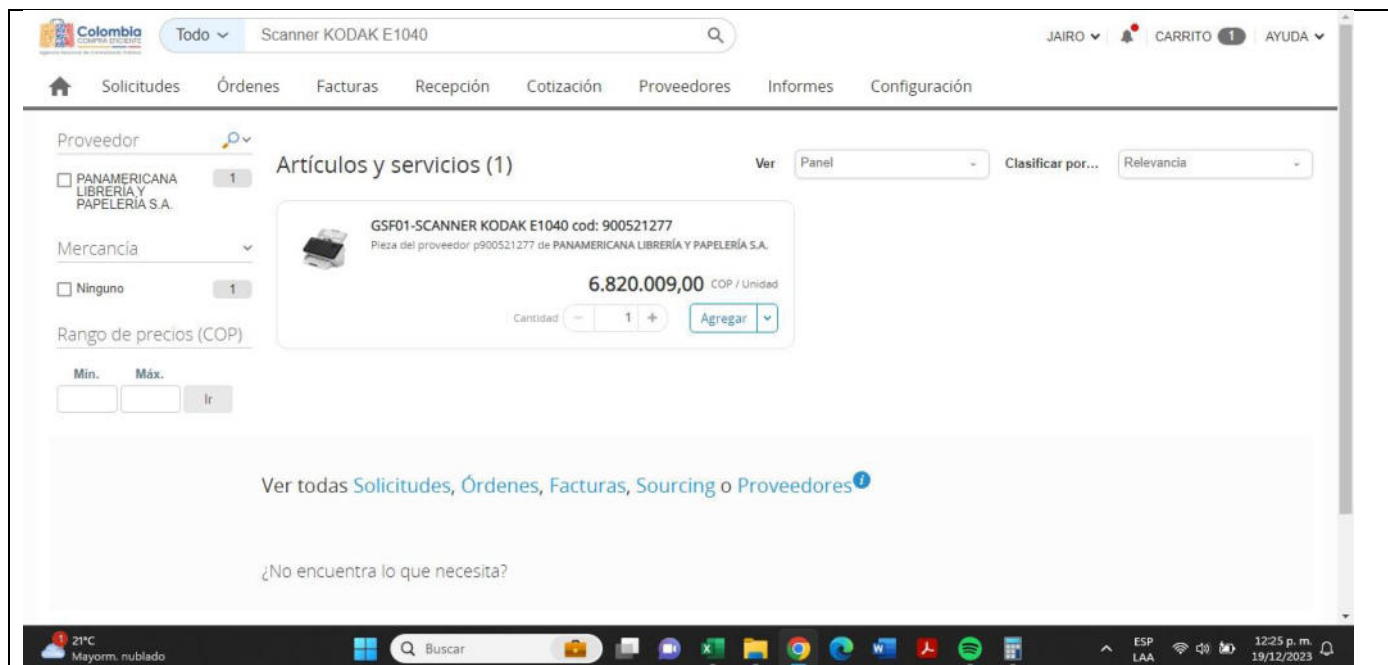 Colombia
COMPRA EFICIENTE
Todo
Scanner KODAK E1040
JAIRO
CARRITO 1
AYUDA
Solicitudes
Órdenes
Facturas
Recepción
Cotización
Proveedores
Informes
Configuración
Proveedor
PANAMERICANA 1
LIBRERÍA Y
PAPELERÍA S.A.
Mercancía
Ninguno 1
Rango de precios (COP)
Mín. Máx.
Ir
Artículos y servicios (1)
Ver Panel
Clasificar por... Relevancia
GSF01-SCANNER KODAK E1040 cod: 900521277
Pieza del proveedor p900521277 de PANAMERICANA LIBRERÍA Y PAPELERÍA S.A.
6.820.009,00 COP / Unidad
Cantidad − 1 + Agregar
Ver todas Solicitudes, Órdenes, Facturas, Sourcing o Proveedores
¿No encuentra lo que necesita?
1
21°C
Mayorm. nublado
Buscar
ESP
LAA
12:25 p. m.
19/12/2023